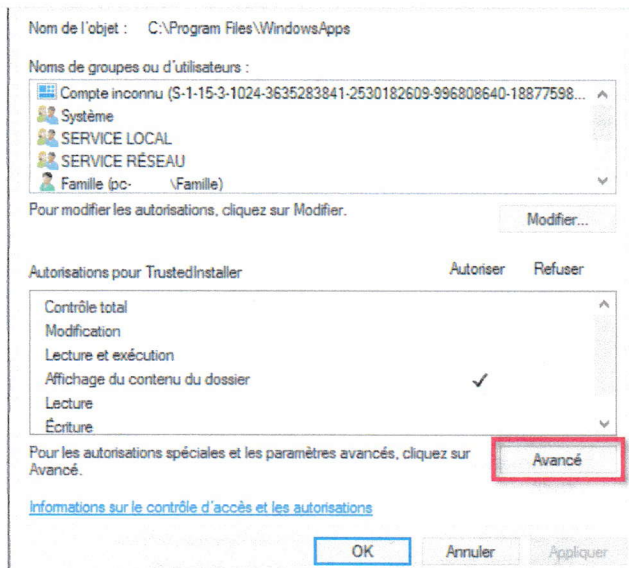 Nom de l'objet : C:\Program Files\WindowsApps
Noms de groupes ou d'utilisateurs :
Compte inconnu (S-1-15-3-1024-3635283841-2530182609-996808640-18877598...
Système
SERVICE LOCAL
SERVICE RÉSEAU
Famille (pc- \Famille)
Pour modifier les autorisations, cliquez sur Modifier.
Modifier...
Autorisations pour TrustedInstaller Autoriser Refuser
Contrôle total
Modification
Lecture et exécution
Affichage du contenu du dossier
Lecture
Écriture
Pour les autorisations spéciales et les paramètres avancés, cliquez sur
Avancé.
Avancé
Informations sur le contrôle d'accès et les autorisations
OK Annuler Appliquer